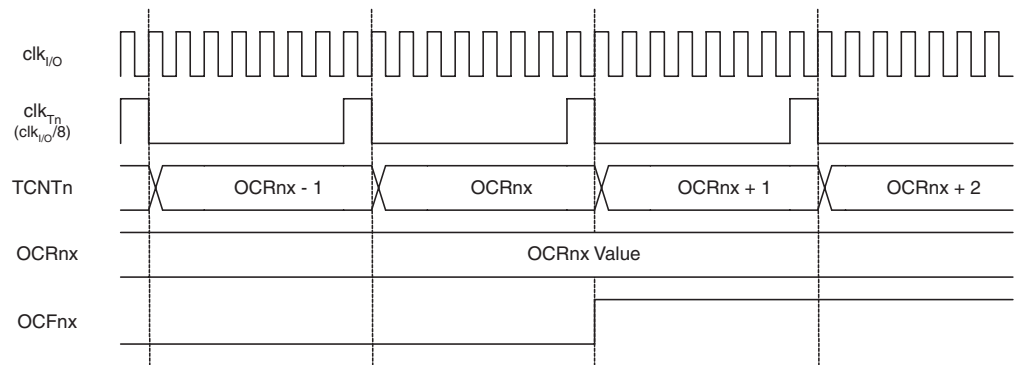 clkI/O
clkTn
(clkI/O/8)
TCNTn OCRnx - 1 OCRnx OCRnx + 1 OCRnx + 2
OCRnx OCRnx Value
OCFnx